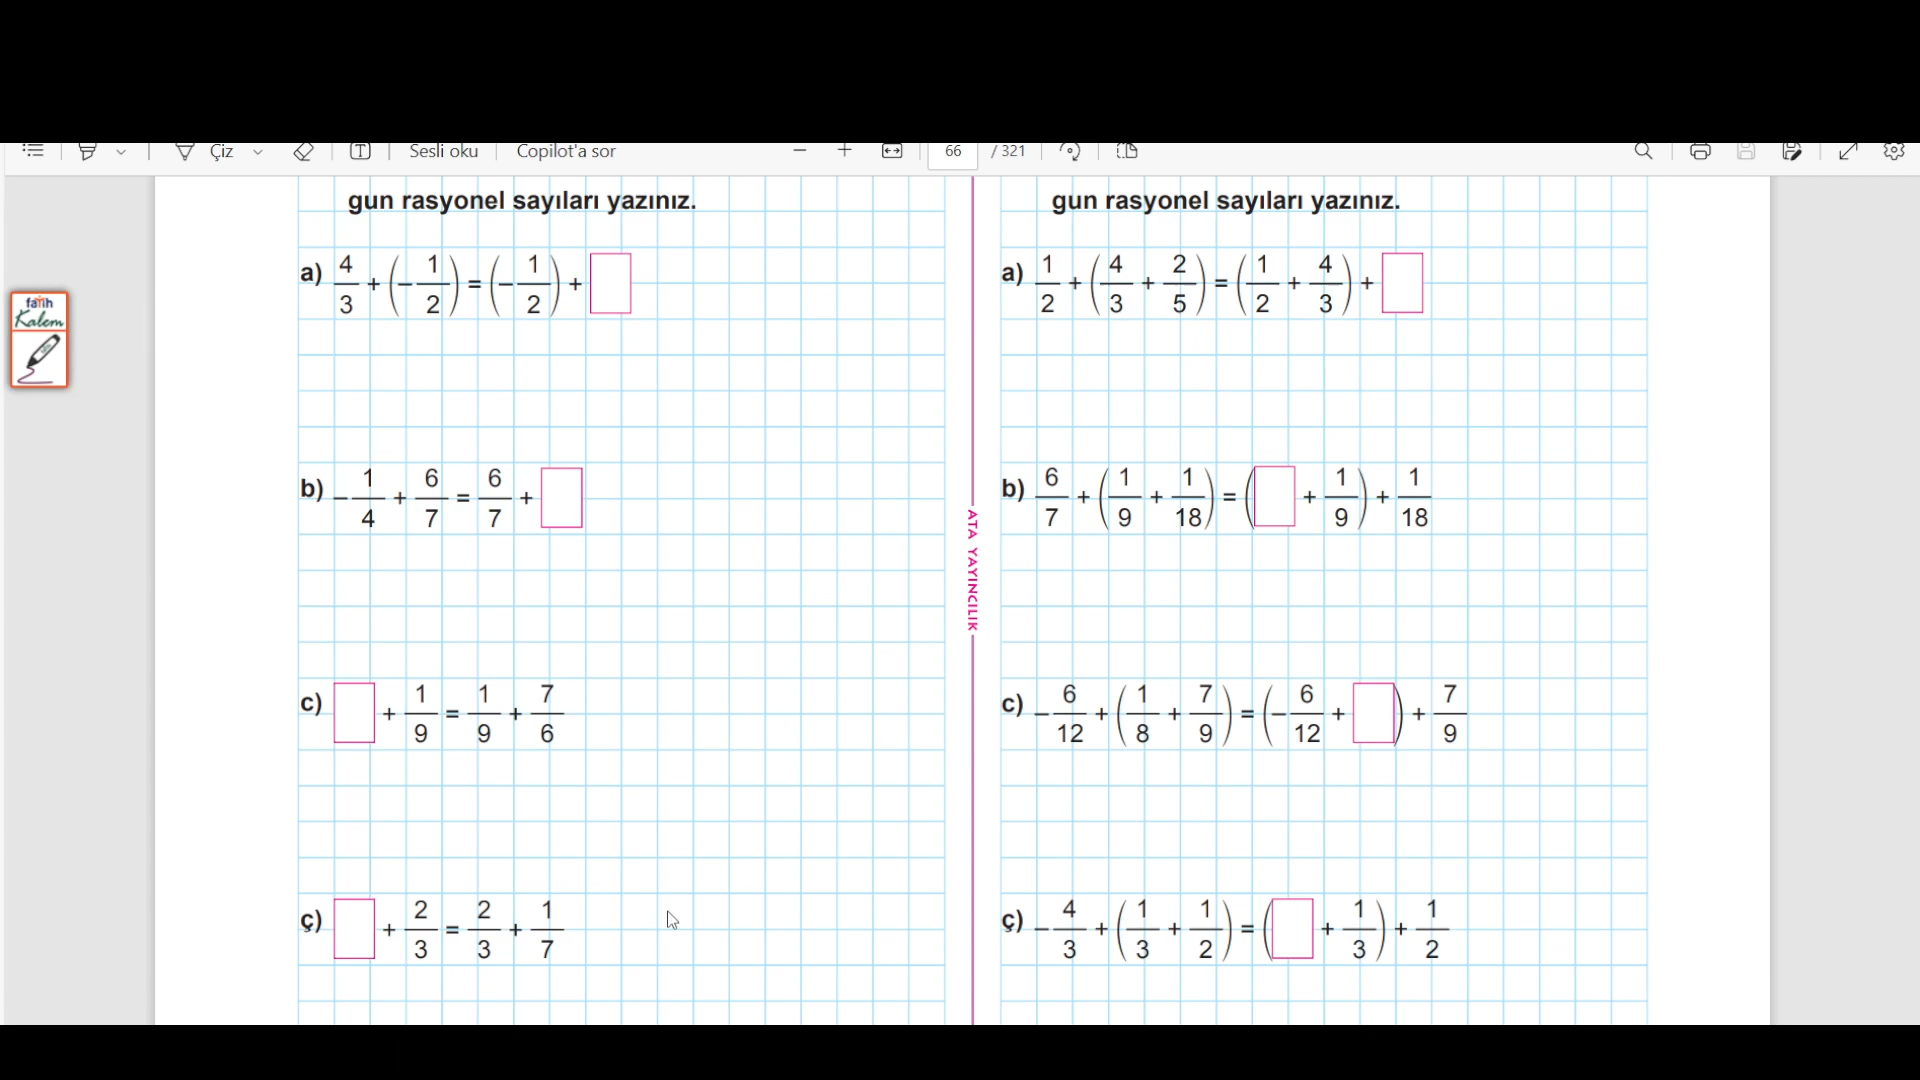 Çiz
Sesli oku
Copilot'a sor
66 / 321
fatih
Kalem
gun rasyonel sayıları yazınız.
a) 4/3 + (-1/2) = (-1/2) + □
b) -1/4 + 6/7 = 6/7 + □
c) □ + 1/9 = 1/9 + 7/6
ç) □ + 2/3 = 2/3 + 1/7
ATA YAYINCILIK
gun rasyonel sayıları yazınız.
a) 1/2 + (4/3 + 2/5) = (1/2 + 4/3) + □
b) 6/7 + (1/9 + 1/18) = (□ + 1/9) + 1/18
c) -6/12 + (1/8 + 7/9) = (-6/12 + □) + 7/9
ç) -4/3 + (1/3 + 1/2) = (□ + 1/3) + 1/2